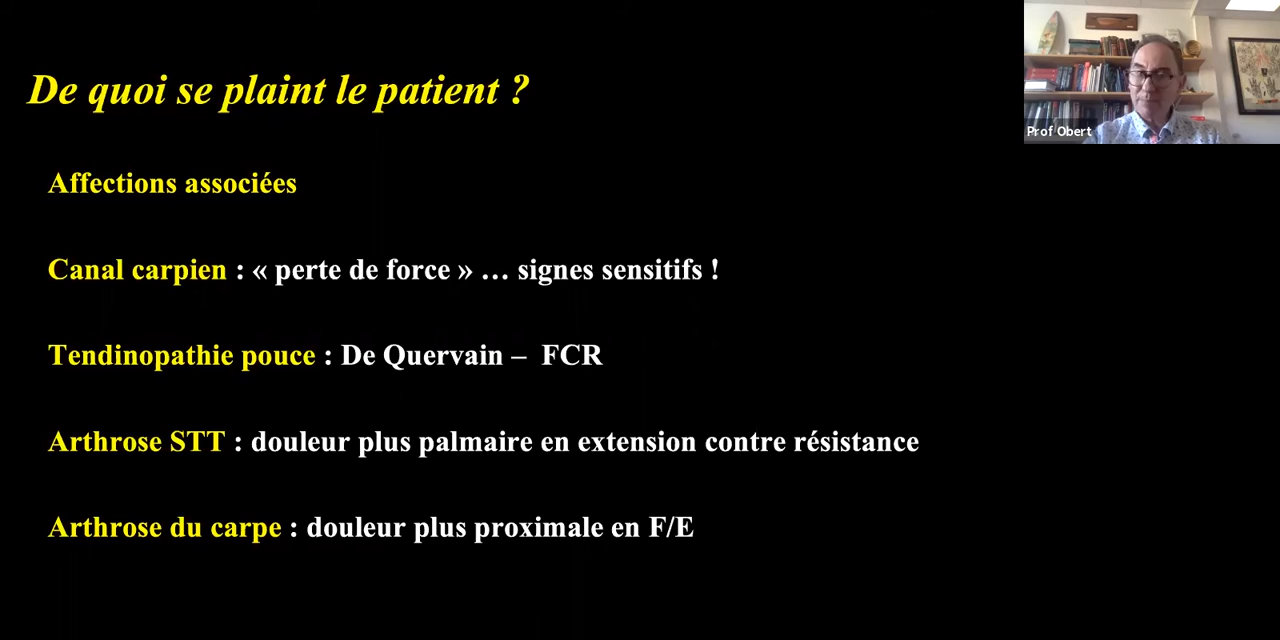 De quoi se plaint le patient ?
Prof Obert
Affections associées
Canal carpien : « perte de force » … signes sensitifs !
Tendinopathie pouce : De Quervain – FCR
Arthrose STT : douleur plus palmaire en extension contre résistance
Arthrose du carpe : douleur plus proximale en F/E